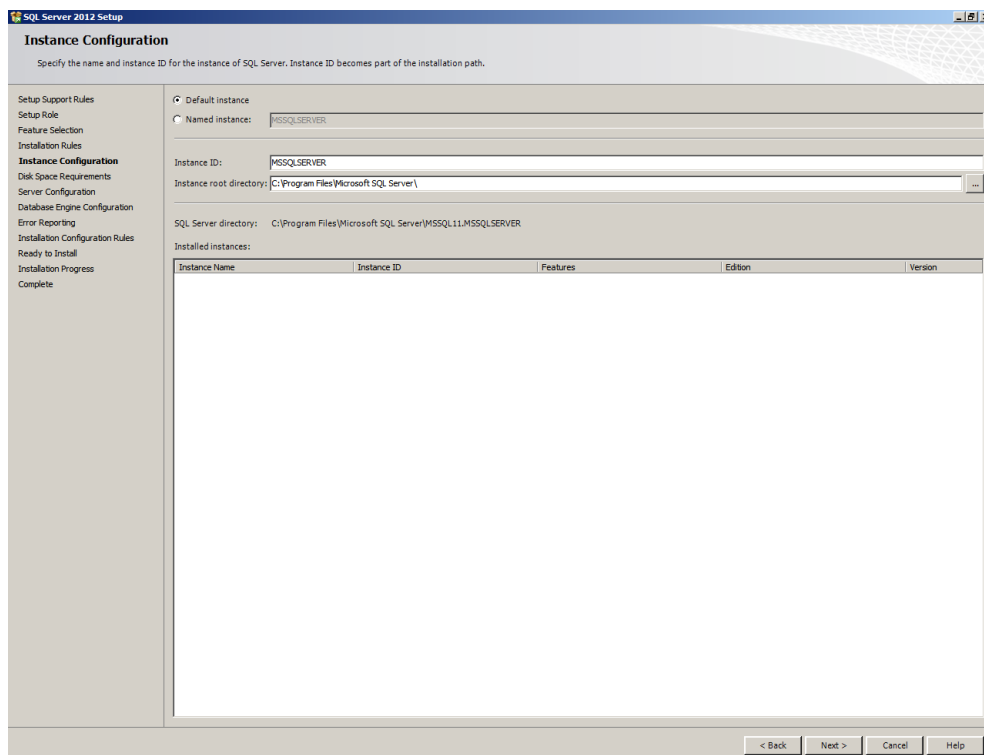 SQL Server 2012 Setup
Instance Configuration
Specify the name and instance ID for the instance of SQL Server. Instance ID becomes part of the installation path.
Setup Support Rules
Setup Role
Feature Selection
Installation Rules
Instance Configuration
Disk Space Requirements
Server Configuration
Database Engine Configuration
Error Reporting
Installation Configuration Rules
Ready to Install
Installation Progress
Complete
Default instance
Named instance: MSSQLSERVER
Instance ID: MSSQLSERVER
Instance root directory: C:\Program Files\Microsoft SQL Server\ ...
SQL Server directory: C:\Program Files\Microsoft SQL Server\MSSQL11.MSSQLSERVER
Installed instances:
Instance Name Instance ID Features Edition Version
< Back Next > Cancel Help